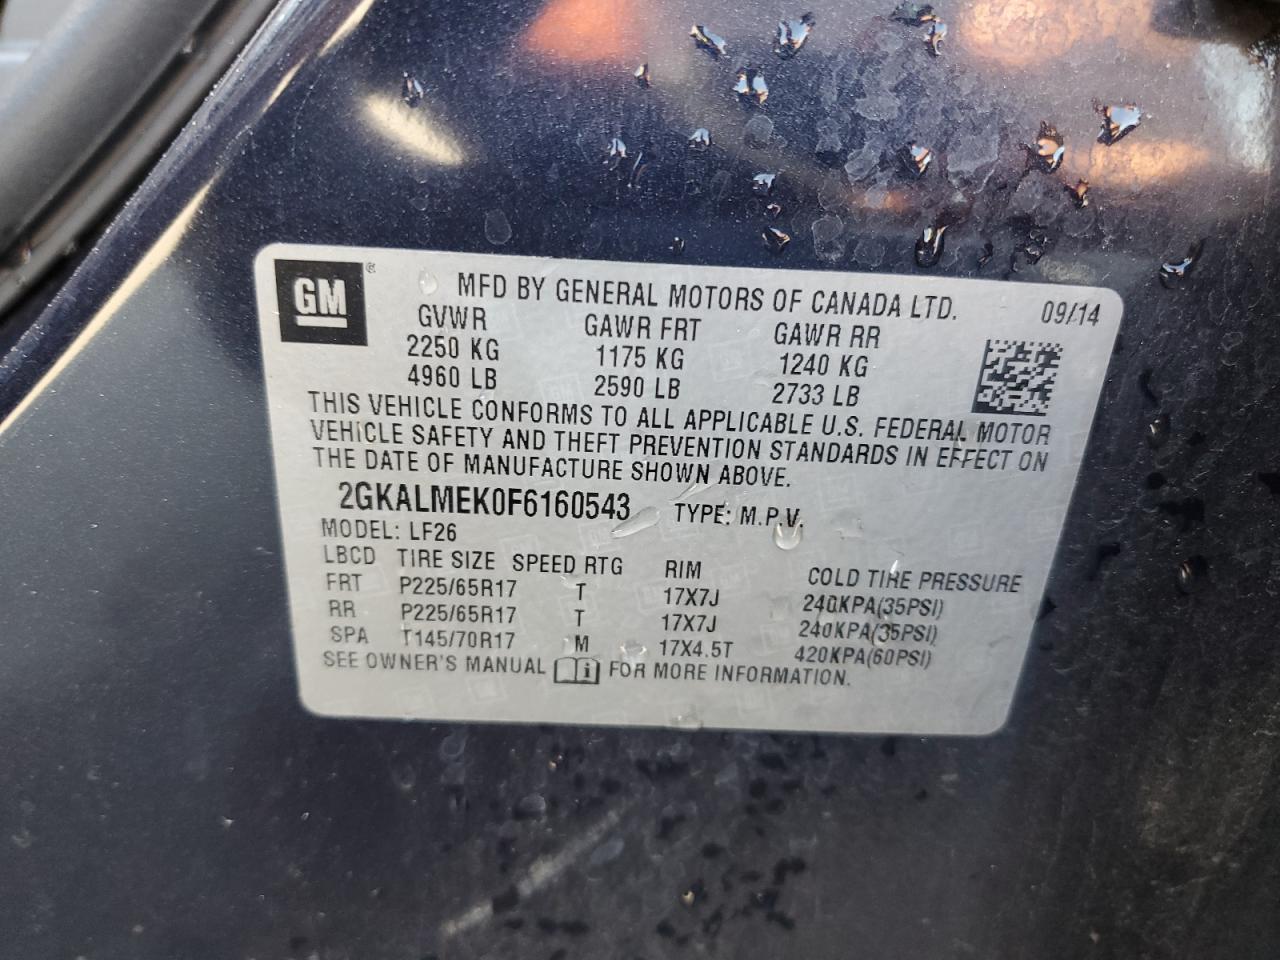 GM®
MFD BY GENERAL MOTORS OF CANADA LTD. 09/14
GVWR GAWR FRT GAWR RR
2250 KG 1175 KG 1240 KG
4960 LB 2590 LB 2733 LB
THIS VEHICLE CONFORMS TO ALL APPLICABLE U.S. FEDERAL MOTOR
VEHICLE SAFETY AND THEFT PREVENTION STANDARDS IN EFFECT ON
THE DATE OF MANUFACTURE SHOWN ABOVE.
2GKALMEK0F6160543 TYPE: M.P.V.
MODEL: LF26
LBCD TIRE SIZE SPEED RTG RIM COLD TIRE PRESSURE
FRT P225/65R17 T 17X7J 240KPA(35PSI)
RR P225/65R17 T 17X7J 240KPA(35PSI)
SPA T145/70R17 M 17X4.5T 420KPA(60PSI)
SEE OWNER'S MANUAL i FOR MORE INFORMATION.